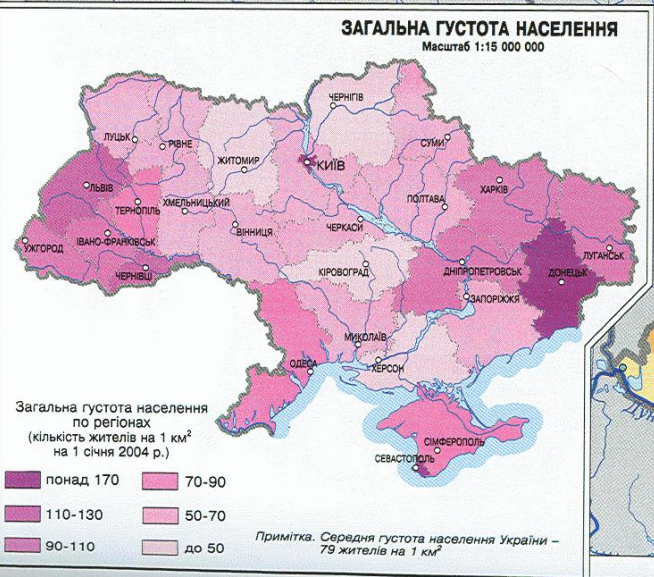 ЗАГАЛЬНА ГУСТОТА НАСЕЛЕННЯ
Масштаб 1:15 000 000
ЧЕРНІГІВ
ЛУЦЬК
РІВНЕ
СУМИ
ЖИТОМИР
КИЇВ
ЛЬВІВ
ХАРКІВ
ТЕРНОПІЛЬ
ХМЕЛЬНИЦЬКИЙ
ПОЛТАВА
ЧЕРКАСИ
ВІННИЦЯ
УЖГОРОД
ІВАНО-ФРАНКІВСЬК
ЛУГАНСЬК
ЧЕРНІВЦІ
КІРОВОГРАД
ДНІПРОПЕТРОВСЬК
ДОНЕЦЬК
ЗАПОРІЖЖЯ
МИКОЛАЇВ
ОДЕСА
ХЕРСОН
СІМФЕРОПОЛЬ
СЕВАСТОПОЛЬ
Загальна густота населення
по регіонах
(кількість жителів на 1 км²
на 1 січня 2004 р.)
понад 170
70-90
110-130
50-70
90-110
до 50
Примітка. Середня густота населення України –
79 жителів на 1 км²